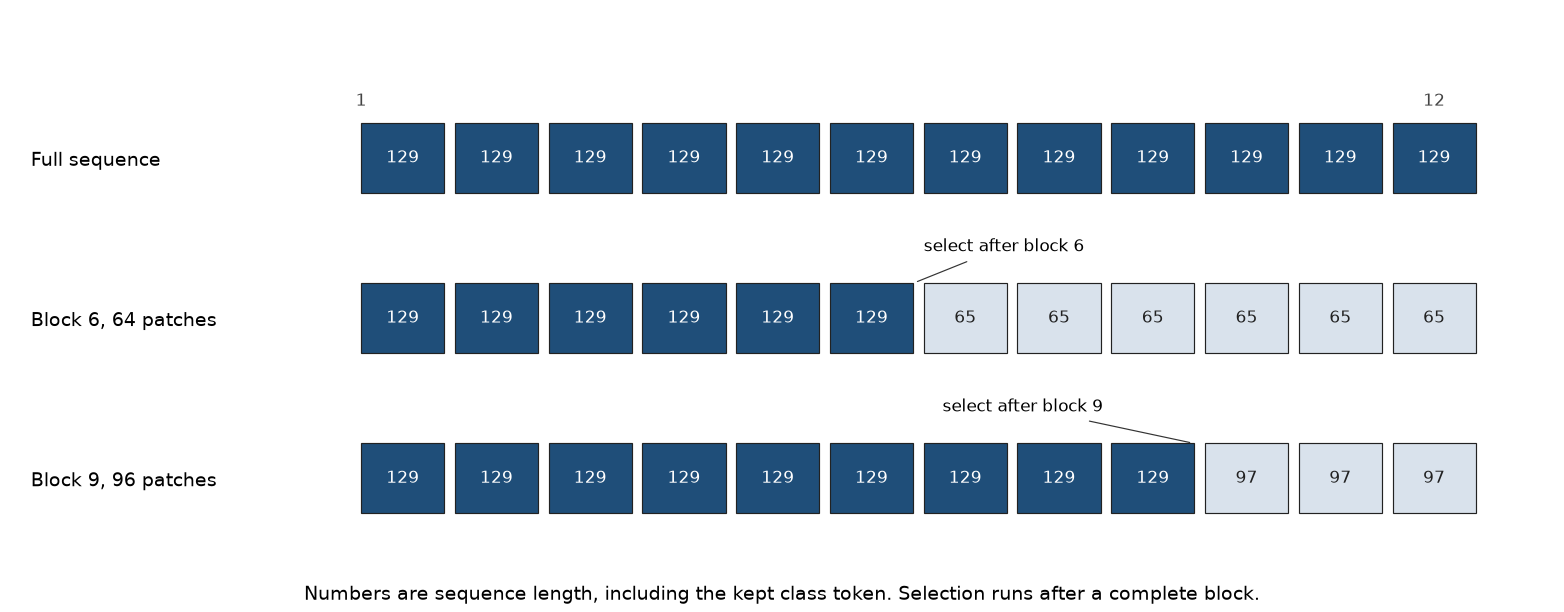 1 12
Full sequence 129 129 129 129 129 129 129 129 129 129 129 129
select after block 6
Block 6, 64 patches 129 129 129 129 129 129 65 65 65 65 65 65
select after block 9
Block 9, 96 patches 129 129 129 129 129 129 129 129 129 97 97 97
Numbers are sequence length, including the kept class token. Selection runs after a complete block.